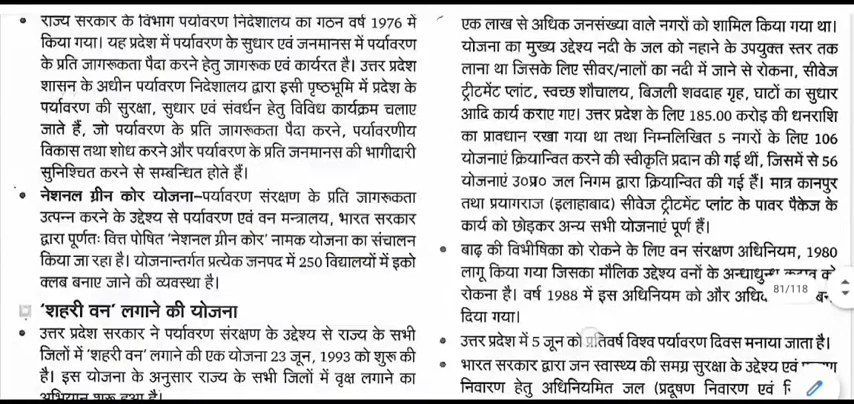 • राज्य सरकार के विभाग पर्यावरण निदेशालय का गठन वर्ष 1976 में
किया गया। यह प्रदेश में पर्यावरण के सुधार एवं जनमानस में पर्यावरण
के प्रति जागरूकता पैदा करने हेतु जागरूक एवं कार्यरत है। उत्तर प्रदेश
शासन के अधीन पर्यावरण निदेशालय द्वारा इसी पृष्ठभूमि में प्रदेश के
पर्यावरण की सुरक्षा, सुधार एवं संवर्धन हेतु विविध कार्यक्रम चलाए
जाते हैं, जो पर्यावरण के प्रति जागरूकता पैदा करने, पर्यावरणीय
विकास तथा शोध करने और पर्यावरण के प्रति जनमानस की भागीदारी
सुनिश्चित करने से सम्बन्धित होते हैं।
• नेशनल ग्रीन कोर योजना–पर्यावरण संरक्षण के प्रति जागरूकता
उत्पन्न करने के उद्देश्य से पर्यावरण एवं वन मन्त्रालय, भारत सरकार
द्वारा पूर्णतः वित्त पोषित 'नेशनल ग्रीन कोर' नामक योजना का संचालन
किया जा रहा है। योजनान्तर्गत प्रत्येक जनपद में 250 विद्यालयों में इको
क्लब बनाए जाने की व्यवस्था है।
'शहरी वन' लगाने की योजना
• उत्तर प्रदेश सरकार ने पर्यावरण संरक्षण के उद्देश्य से राज्य के सभी
जिलों में 'शहरी वन' लगाने की एक योजना 23 जून, 1993 को शुरू की
है। इस योजना के अनुसार राज्य के सभी जिलों में वृक्ष लगाने का
अभियान शुरू हुआ है।
एक लाख से अधिक जनसंख्या वाले नगरों को शामिल किया गया था।
योजना का मुख्य उद्देश्य नदी के जल को नहाने के उपयुक्त स्तर तक
लाना था जिसके लिए सीवर/नालों का नदी में जाने से रोकना, सीवेज
ट्रीटमेंट प्लांट, स्वच्छ शौचालय, बिजली शवदाह गृह, घाटों का सुधार
आदि कार्य कराए गए। उत्तर प्रदेश के लिए 185.00 करोड़ की धनराशि
का प्रावधान रखा गया था तथा निम्नलिखित 5 नगरों के लिए 106
योजनाएं क्रियान्वित करने की स्वीकृति प्रदान की गई थीं, जिसमें से 56
योजनाएं उ०प्र० जल निगम द्वारा क्रियान्वित की गई हैं। मात्र कानपुर
तथा प्रयागराज (इलाहाबाद) सीवेज ट्रीटमेंट प्लांट के पावर पैकेज के
कार्य को छोड़कर अन्य सभी योजनाएं पूर्ण हैं।
• बाढ़ की विभीषिका को रोकने के लिए वन संरक्षण अधिनियम, 1980
लागू किया गया जिसका मौलिक उद्देश्य वनों के अन्धाधुन्ध को
रोकना है। वर्ष 1988 में इस अधिनियम को और
दिया गया।
81/118
• उत्तर प्रदेश में 5 जून को प्रतिवर्ष विश्व पर्यावरण दिवस मनाया जाता है।
• भारत सरकार द्वारा जन स्वास्थ्य की समग्र सुरक्षा के उद्देश्य एवं
निवारण हेतु अधिनियमित जल (प्रदूषण निवारण एवं